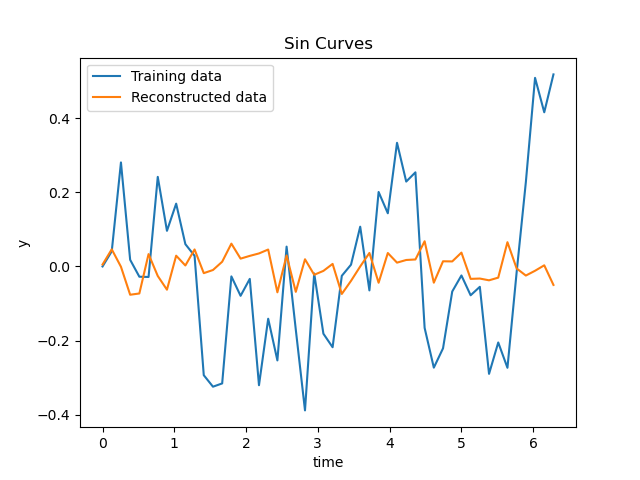 Sin Curves
Training data
Reconstructed data
0.4
0.2
0.0
−0.2
−0.4
y
0 1 2 3 4 5 6
time